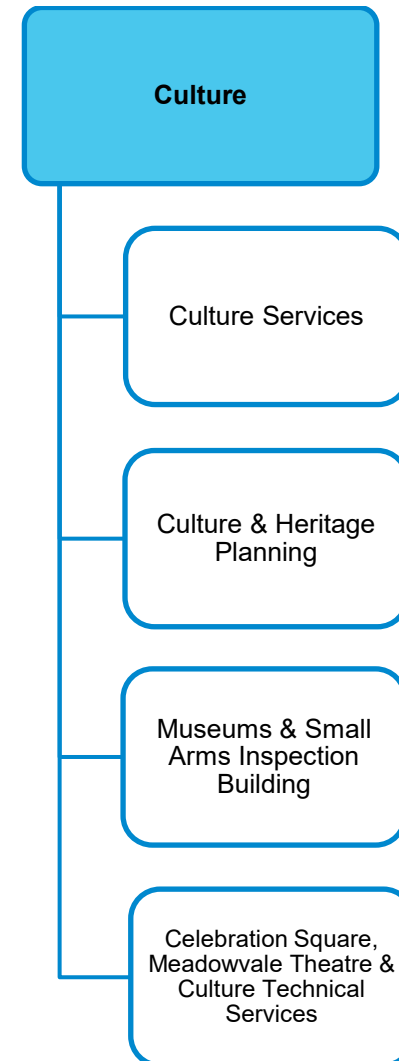 Culture
Culture Services
Culture & Heritage
Planning
Museums & Small
Arms Inspection
Building
Celebration Square,
Meadowvale Theatre &
Culture Technical
Services